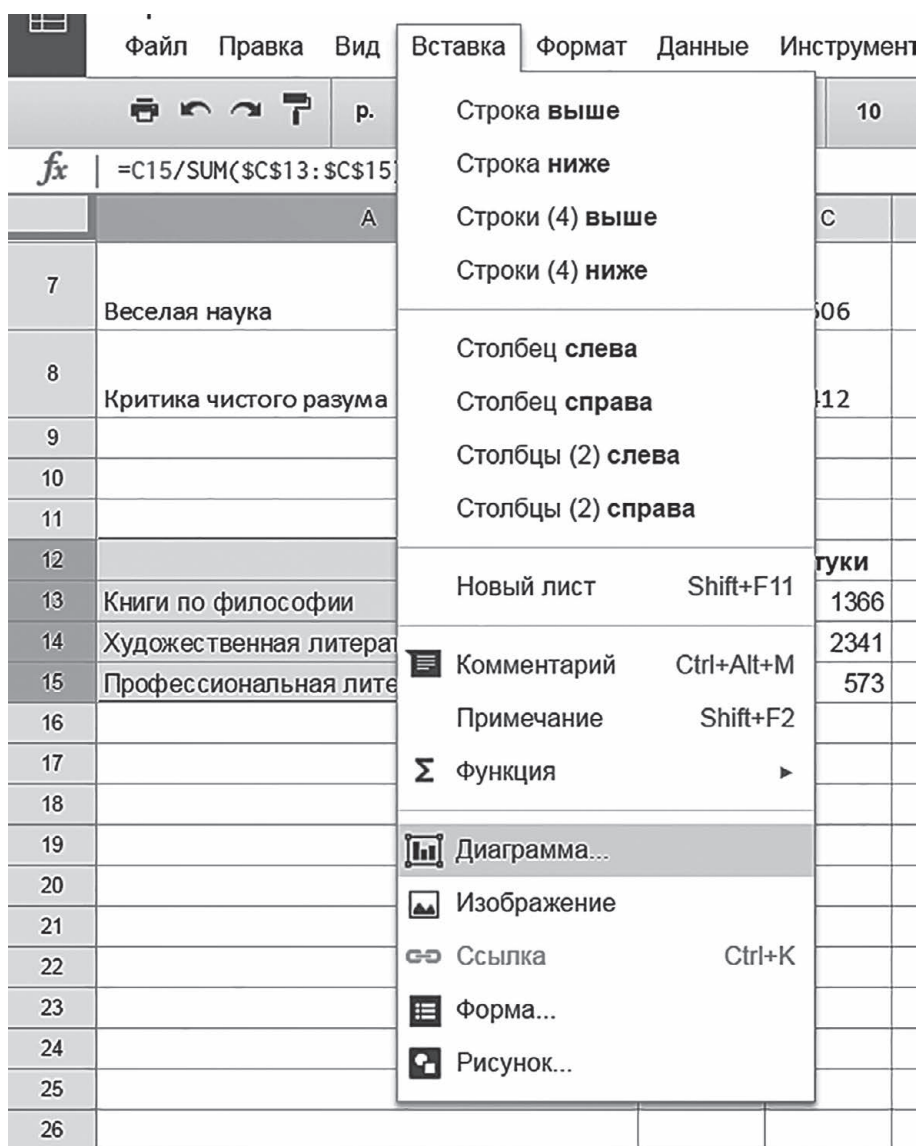 Файл Правка Вид Вставка Формат Данные Инструмент
р. 10
fx =C15/SUM($C$13:$C$15)
A C
Строка выше
Строка ниже
Строки (4) выше
Строки (4) ниже
7 Веселая наука
8 Критика чистого разума
Столбец слева
Столбец справа
9
Столбцы (2) слева
10
Столбцы (2) справа
11
12
Новый лист Shift+F11
13 Книги по философии 1366
14 Художественная литерат 2341
Комментарий Ctrl+Alt+M
15 Профессиональная лите 573
Примечание Shift+F2
16
17 Функция
18
19 Диаграмма...
20 Изображение
21
22 Ссылка Ctrl+K
23 Форма...
24 Рисунок...
25
26